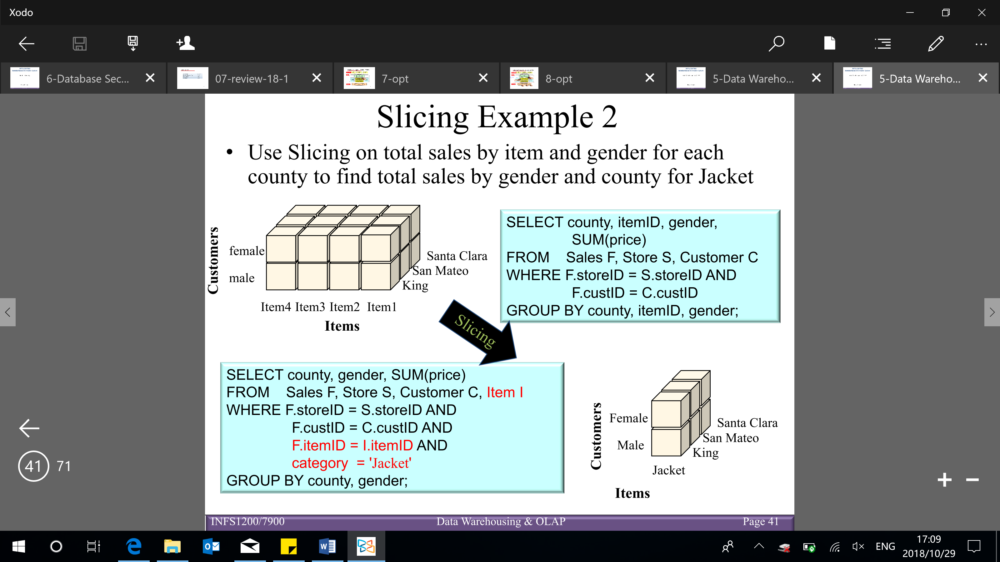 Xodo
6-Database Sec...
07-review-18-1
7-opt
8-opt
5-Data Wareho...
5-Data Wareho...
Slicing Example 2
• Use Slicing on total sales by item and gender for each
county to find total sales by gender and county for Jacket
Customers
female
male
Santa Clara
San Mateo
King
Item4 Item3 Item2 Item1
Items
SELECT county, itemID, gender,
SUM(price)
FROM Sales F, Store S, Customer C
WHERE F.storeID = S.storeID AND
F.custID = C.custID
GROUP BY county, itemID, gender;
Slicing
SELECT county, gender, SUM(price)
FROM Sales F, Store S, Customer C, Item I
WHERE F.storeID = S.storeID AND
F.custID = C.custID AND
F.itemID = I.itemID AND
category = 'Jacket'
GROUP BY county, gender;
Customers
Female
Male
Santa Clara
San Mateo
King
Jacket
Items
41 71
INFS1200/7900
Data Warehousing & OLAP
Page 41
ENG
17:09
2018/10/29